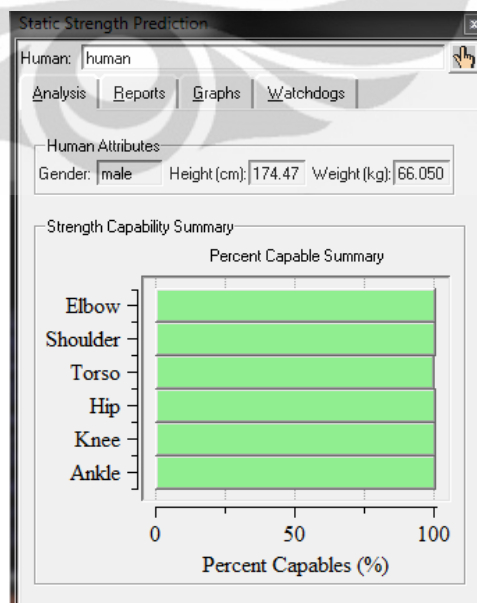 Static Strength Prediction
Human: human
Analysis Reports Graphs Watchdogs
Human Attributes
Gender: male Height (cm): 174.47 Weight (kg): 66.050
Strength Capability Summary
Percent Capable Summary
Elbow
Shoulder
Torso
Hip
Knee
Ankle
0 50 100
Percent Capables (%)